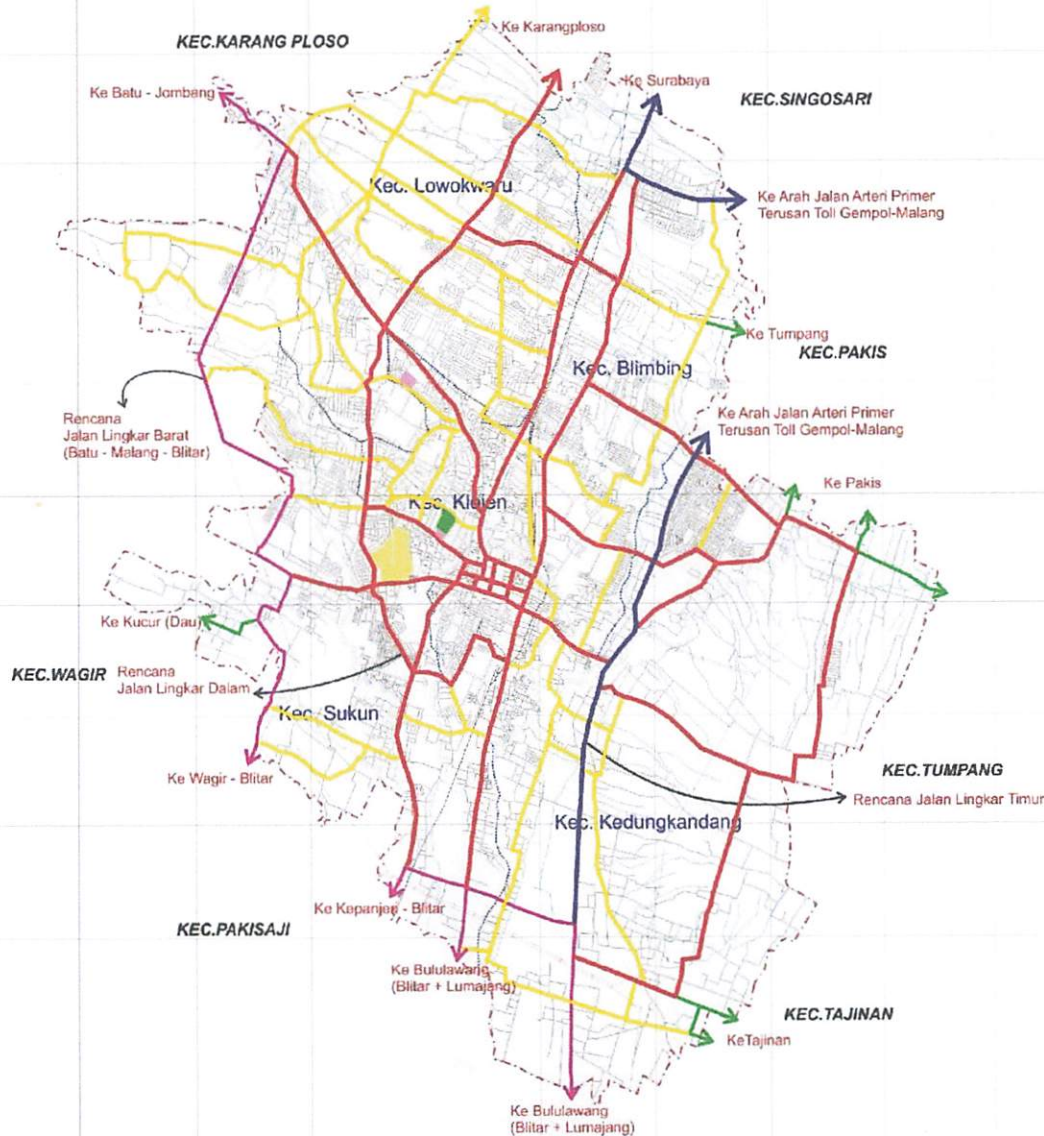 Ke Karangploso
KEC.KARANG PLOSO
Ke Batu - Jombang
Ke Surabaya
KEC.SINGOSARI
Kec. Lowokwaru
Ke Arah Jalan Arteri Primer
Terusan Toll Gempol-Malang
Ke Tumpang
KEC.PAKIS
Kec. Blimbing
Rencana
Jalan Lingkar Barat
(Batu - Malang - Blitar)
Ke Arah Jalan Arteri Primer
Terusan Toll Gempol-Malang
Ke Pakis
Kec. Klojen
Ke Kucur (Dau)
KEC.WAGIR
Rencana
Jalan Lingkar Dalam
Kec. Sukun
Ke Wagir - Blitar
KEC.TUMPANG
Rencana Jalan Lingkar Timur
Kec. Kedungkandang
Ke Kepanjen - Blitar
KEC.PAKISAJI
Ke Bululawang
(Blitar + Lumajang)
KEC.TAJINAN
KeTajinan
Ke Bululawang
(Blitar + Lumajang)